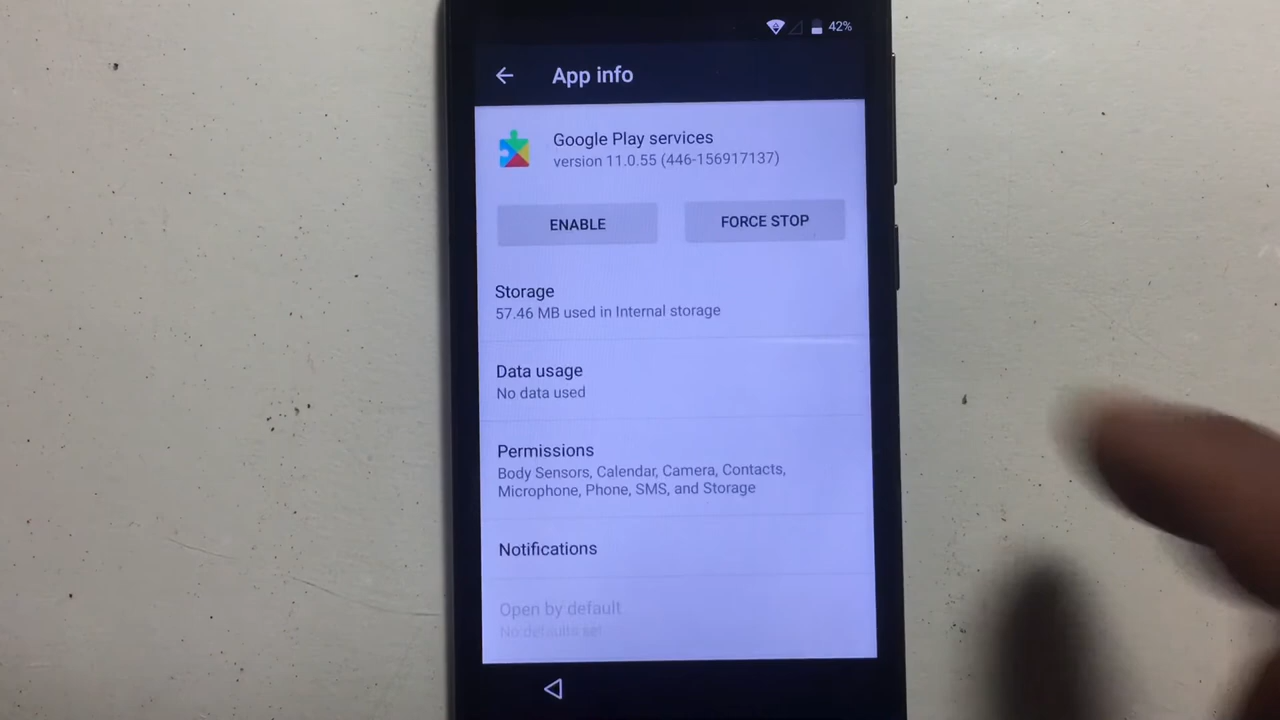 42%
App info
Google Play services
version 11.0.55 (446-156917137)
ENABLE
FORCE STOP
Storage
57.46 MB used in Internal storage
Data usage
No data used
Permissions
Body Sensors, Calendar, Camera, Contacts,
Microphone, Phone, SMS, and Storage
Notifications
Open by default
No defaults set